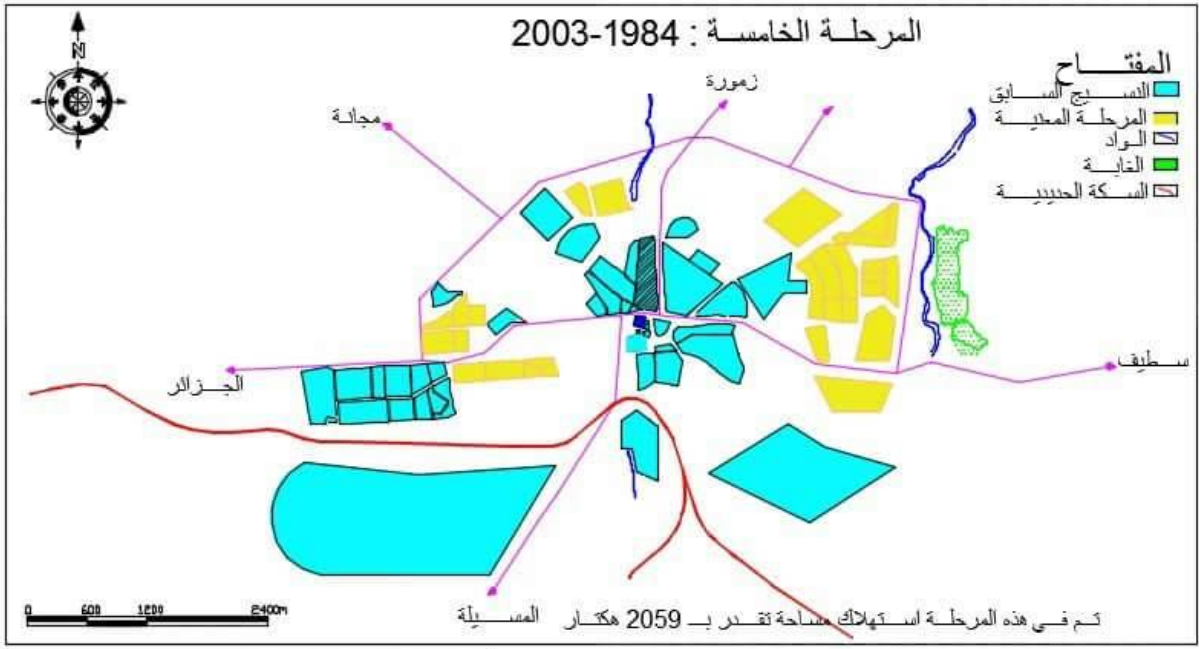 المرحلة الخامسة : 1984-2003
N
المفتاح
النسيج السابق
المرحلة المعنية
الواد
الغابة
السكة الحديدية
زمورة
مجانة
سطيف
الجزائر
المسيلة
0 600 1200 2400m
تم في هذه المرحلة استهلاك مساحة تقدر بـ 2059 هكتار